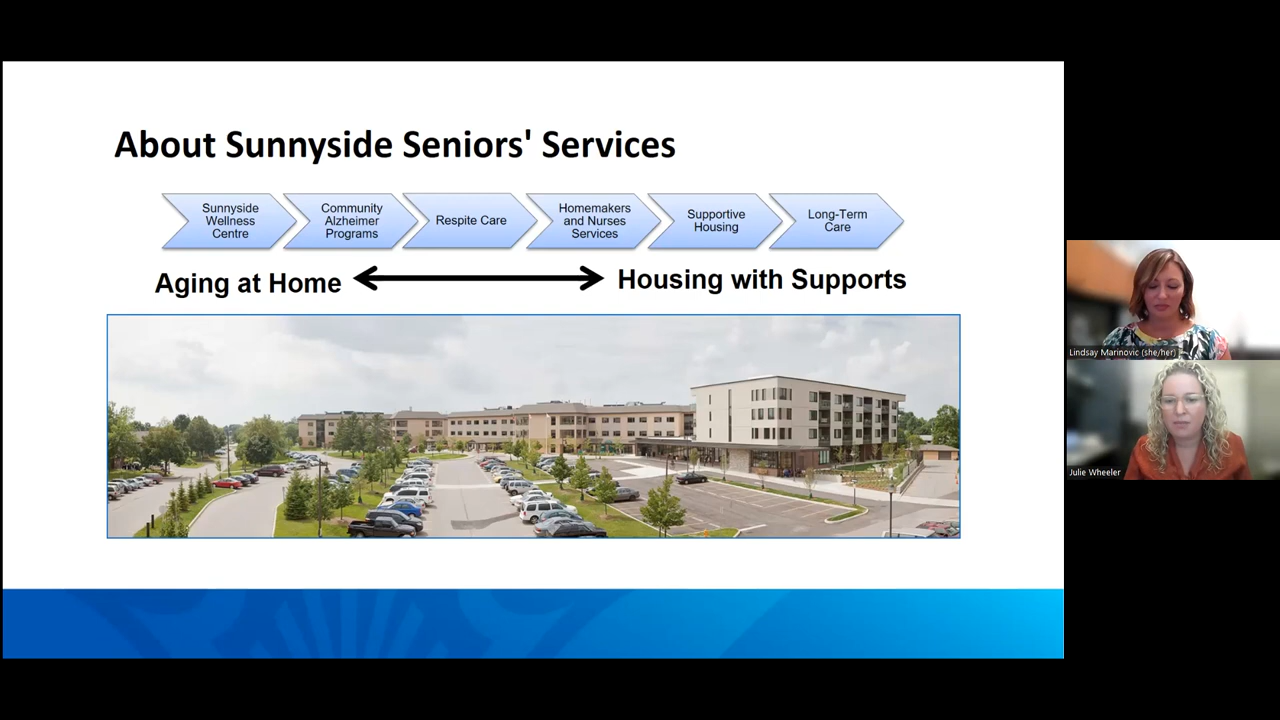 About Sunnyside Seniors' Services
Sunnyside
Wellness
Centre
Community
Alzheimer
Programs
Respite Care
Homemakers
and Nurses
Services
Supportive
Housing
Long-Term
Care
Aging at Home
Housing with Supports
Lindsay Marinovic (she/her)
Julie Wheeler